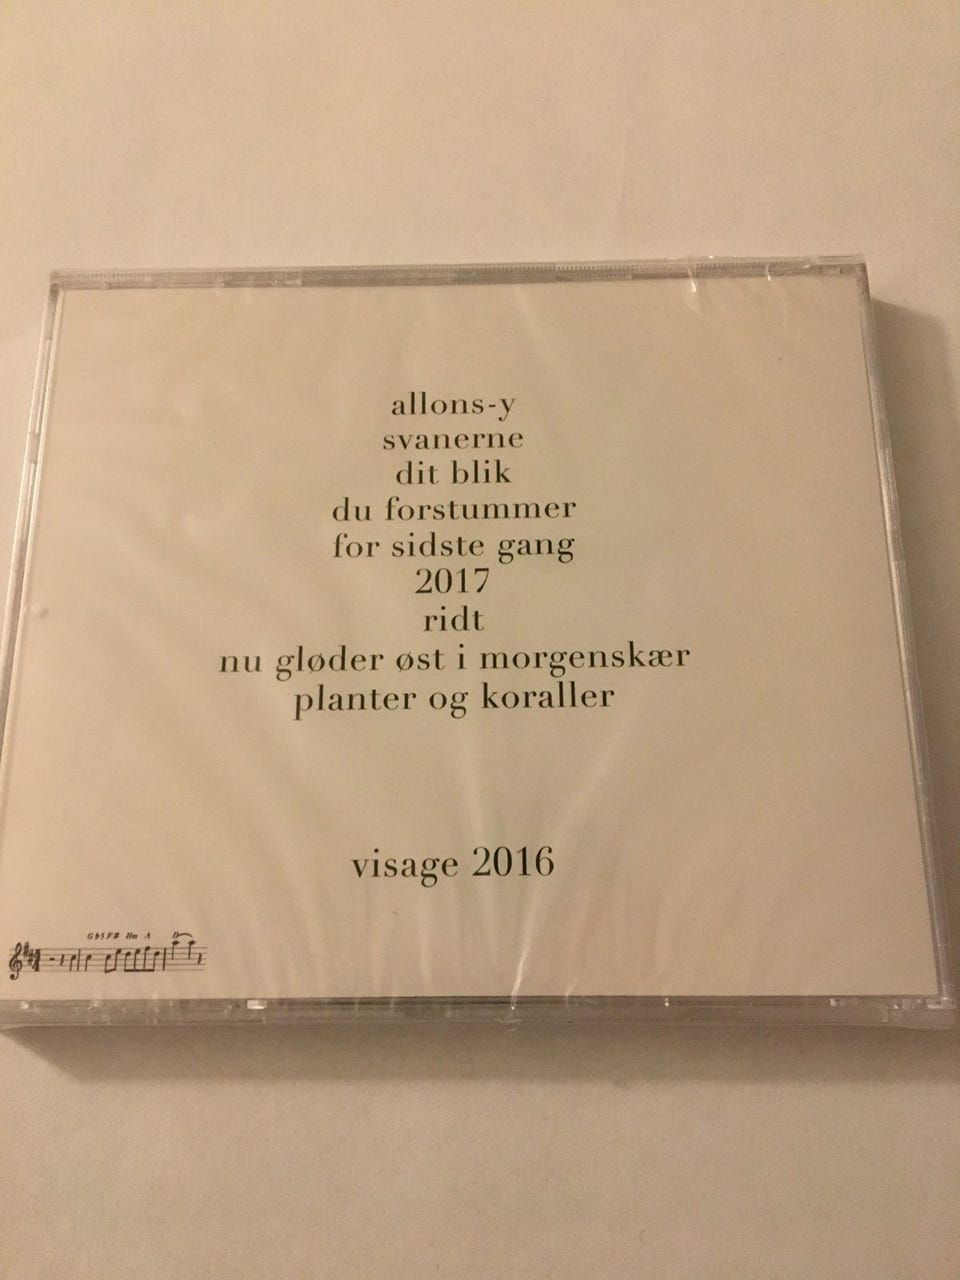 allons-y
svanerne
dit blik
du forstummer
for sidste gang
2017
ridt
nu gløder øst i morgenskær
planter og koraller
visage 2016
Hm A